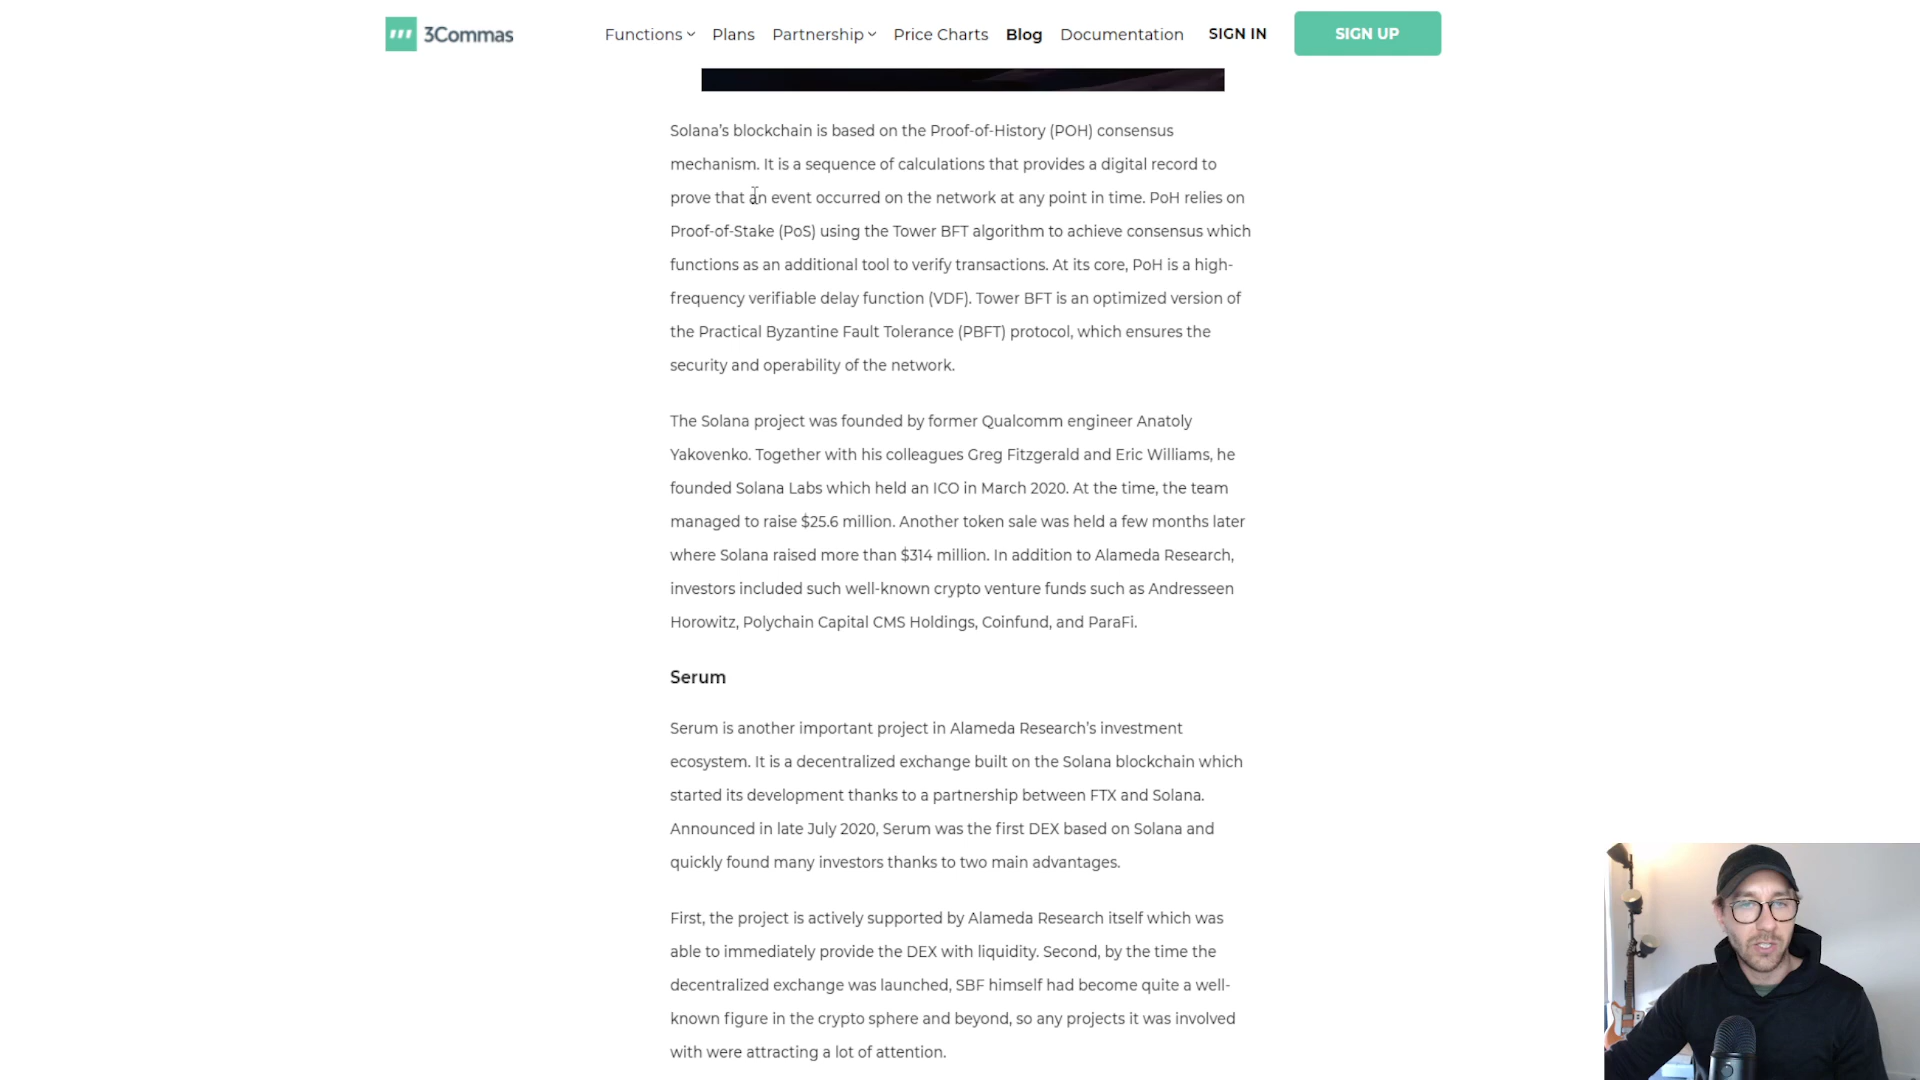 3Commas
Functions
Plans
Partnership
Price Charts
Blog
Documentation
SIGN IN
SIGN UP
Solana's blockchain is based on the Proof-of-History (POH) consensus
mechanism. It is a sequence of calculations that provides a digital record to
prove that an event occurred on the network at any point in time. PoH relies on
Proof-of-Stake (PoS) using the Tower BFT algorithm to achieve consensus which
functions as an additional tool to verify transactions. At its core, PoH is a high-
frequency verifiable delay function (VDF). Tower BFT is an optimized version of
the Practical Byzantine Fault Tolerance (PBFT) protocol, which ensures the
security and operability of the network.
The Solana project was founded by former Qualcomm engineer Anatoly
Yakovenko. Together with his colleagues Greg Fitzgerald and Eric Williams, he
founded Solana Labs which held an ICO in March 2020. At the time, the team
managed to raise $25.6 million. Another token sale was held a few months later
where Solana raised more than $314 million. In addition to Alameda Research,
investors included such well-known crypto venture funds such as Andresseen
Horowitz, Polychain Capital CMS Holdings, Coinfund, and ParaFi.
Serum
Serum is another important project in Alameda Research's investment
ecosystem. It is a decentralized exchange built on the Solana blockchain which
started its development thanks to a partnership between FTX and Solana.
Announced in late July 2020, Serum was the first DEX based on Solana and
quickly found many investors thanks to two main advantages.
First, the project is actively supported by Alameda Research itself which was
able to immediately provide the DEX with liquidity. Second, by the time the
decentralized exchange was launched, SBF himself had become quite a well-
known figure in the crypto sphere and beyond, so any projects it was involved
with were attracting a lot of attention.